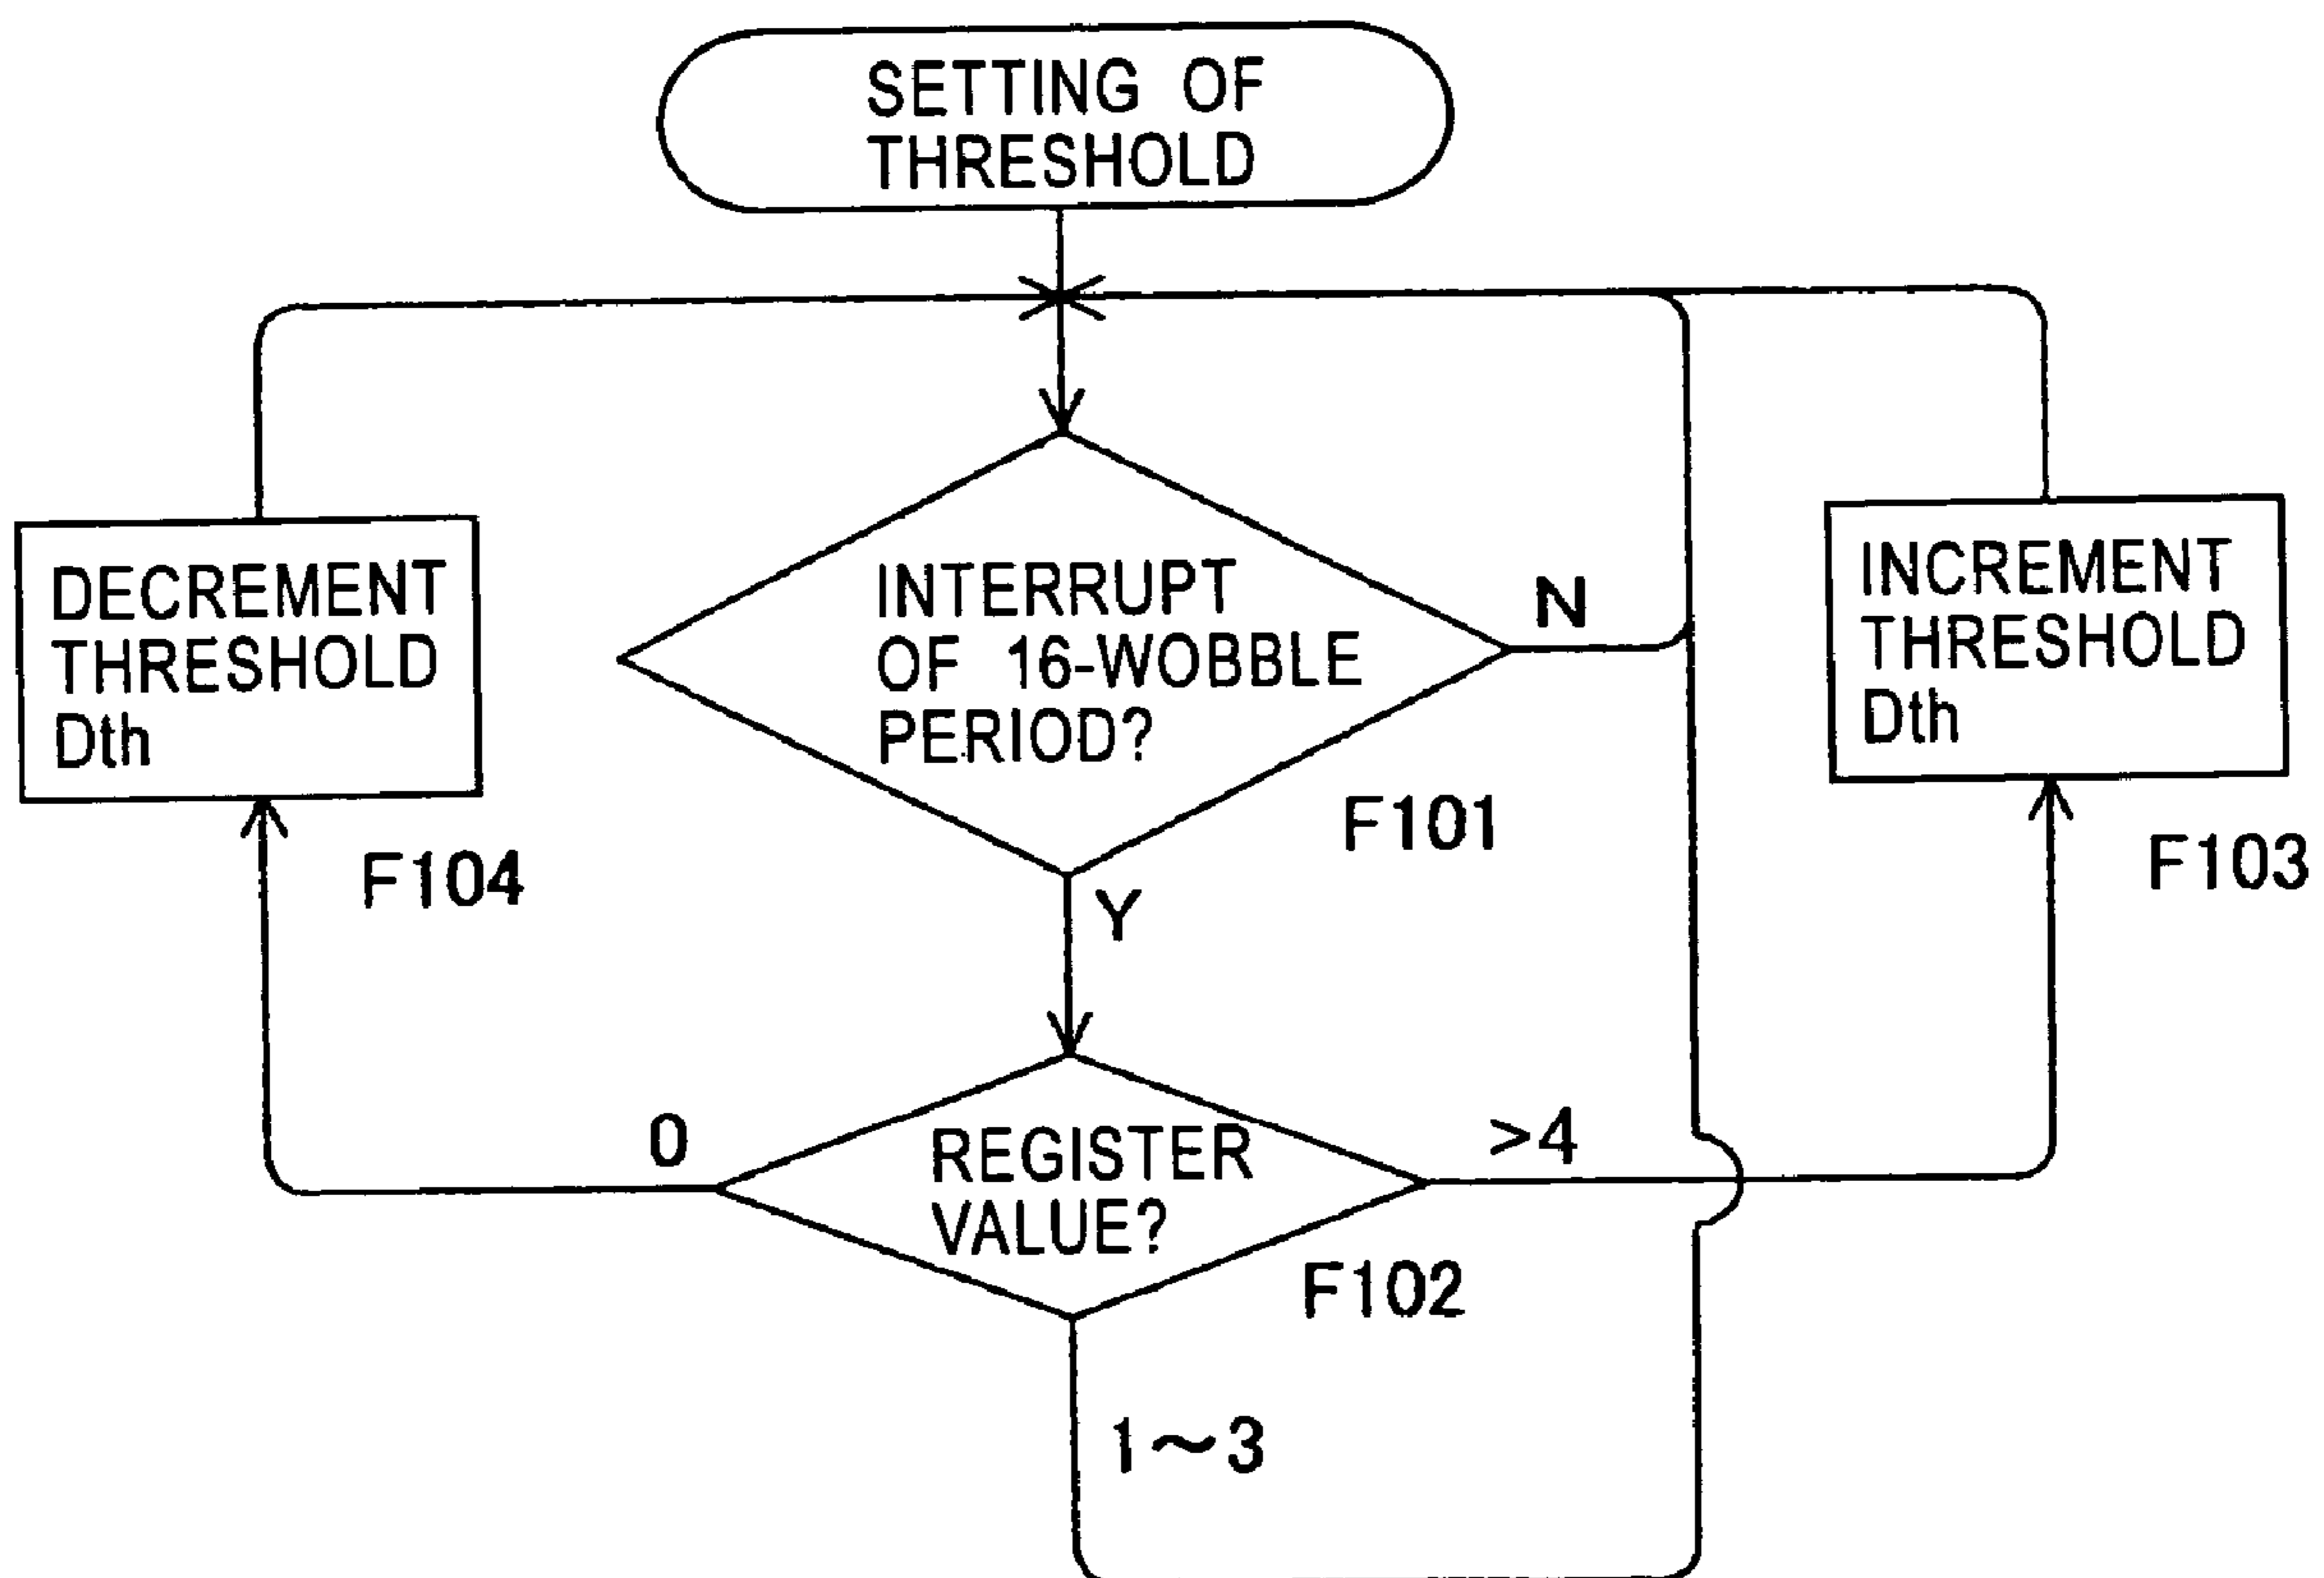 SETTING OF
THRESHOLD
DECREMENT
THRESHOLD
Dth
F104
INTERRUPT
OF 16-WOBBLE
PERIOD?
N
F101
Y
INCREMENT
THRESHOLD
Dth
F103
0
REGISTER
VALUE?
>4
F102
1~3